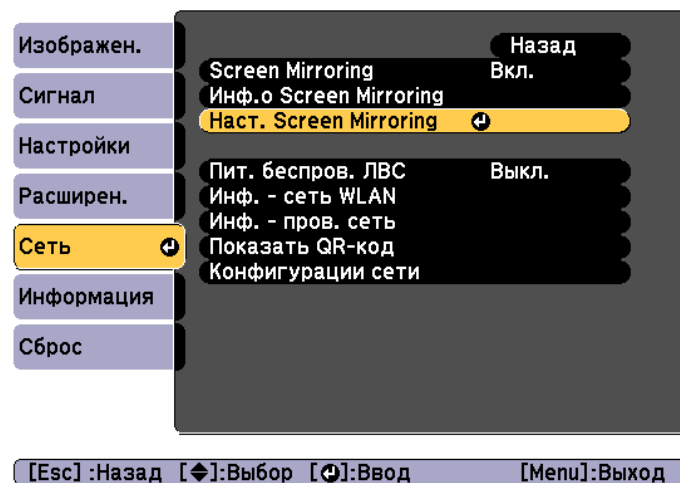 Изображен.
Сигнал
Настройки
Расширен.
Сеть
Информация
Сброс
Назад
Screen Mirroring Вкл.
Инф.о Screen Mirroring
Наст. Screen Mirroring
Пит. беспров. ЛВС Выкл.
Инф. - сеть WLAN
Инф. - пров. сеть
Показать QR-код
Конфигурации сети
[Esc] :Назад [◆]:Выбор [⏎]:Ввод [Menu]:Выход